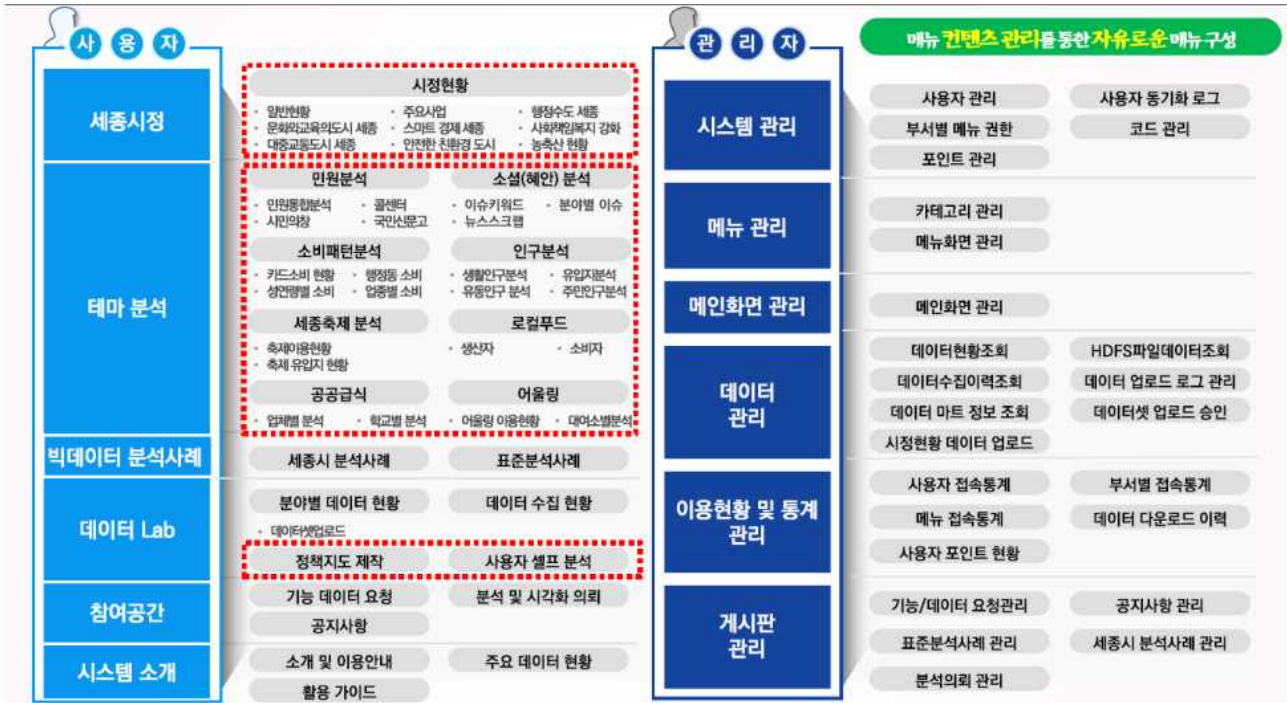 사용자
세종시정
시정현황
· 일반현황 · 주요사업 · 행정수도 세종
· 문화와교육의도시 세종 · 스마트 경제 세종 · 사회책임복지 강화
· 대중교통도시 세종 · 안전한 친환경 도시 · 농축산 현황
테마 분석
민원분석 소셜(혜안) 분석
· 민원통합분석 · 콜센터 · 이슈키워드 · 분야별 이슈
· 시민의창 · 국민신문고 · 뉴스스크랩
소비패턴분석 인구분석
· 카드소비 현황 · 행정동 소비 · 생활인구분석 · 유입지분석
· 성연령별 소비 · 업종별 소비 · 유동인구 분석 · 주민인구분석
세종축제 분석 로컬푸드
· 축제이용현황 · 생산자 · 소비자
· 축제 유입지 현황
공공급식 어울링
· 업체별 분석 · 학교별 분석 · 어울링 이용현황 · 대여소별분석
빅데이터 분석사례
세종시 분석사례 표준분석사례
데이터 Lab
분야별 데이터 현황 데이터 수집 현황
· 데이터셋업로드
정책지도 제작 사용자 셀프 분석
참여공간
기능 데이터 요청 분석 및 시각화 의뢰
공지사항
시스템 소개
소개 및 이용안내 주요 데이터 현황
활용 가이드
관리자
메뉴 컨텐츠 관리를 통한 자유로운 메뉴 구성
시스템 관리
사용자 관리 사용자 동기화 로그
부서별 메뉴 권한 코드 관리
포인트 관리
메뉴 관리
카테고리 관리
메뉴화면 관리
메인화면 관리
메인화면 관리
데이터
관리
데이터현황조회 HDFS파일데이터조회
데이터수집이력조회 데이터 업로드 로그 관리
데이터 마트 정보 조회 데이터셋 업로드 승인
시정현황 데이터 업로드
이용현황 및 통계
관리
사용자 접속통계 부서별 접속통계
메뉴 접속통계 데이터 다운로드 이력
사용자 포인트 현황
게시판
관리
기능/데이터 요청관리 공지사항 관리
표준분석사례 관리 세종시 분석사례 관리
분석의뢰 관리